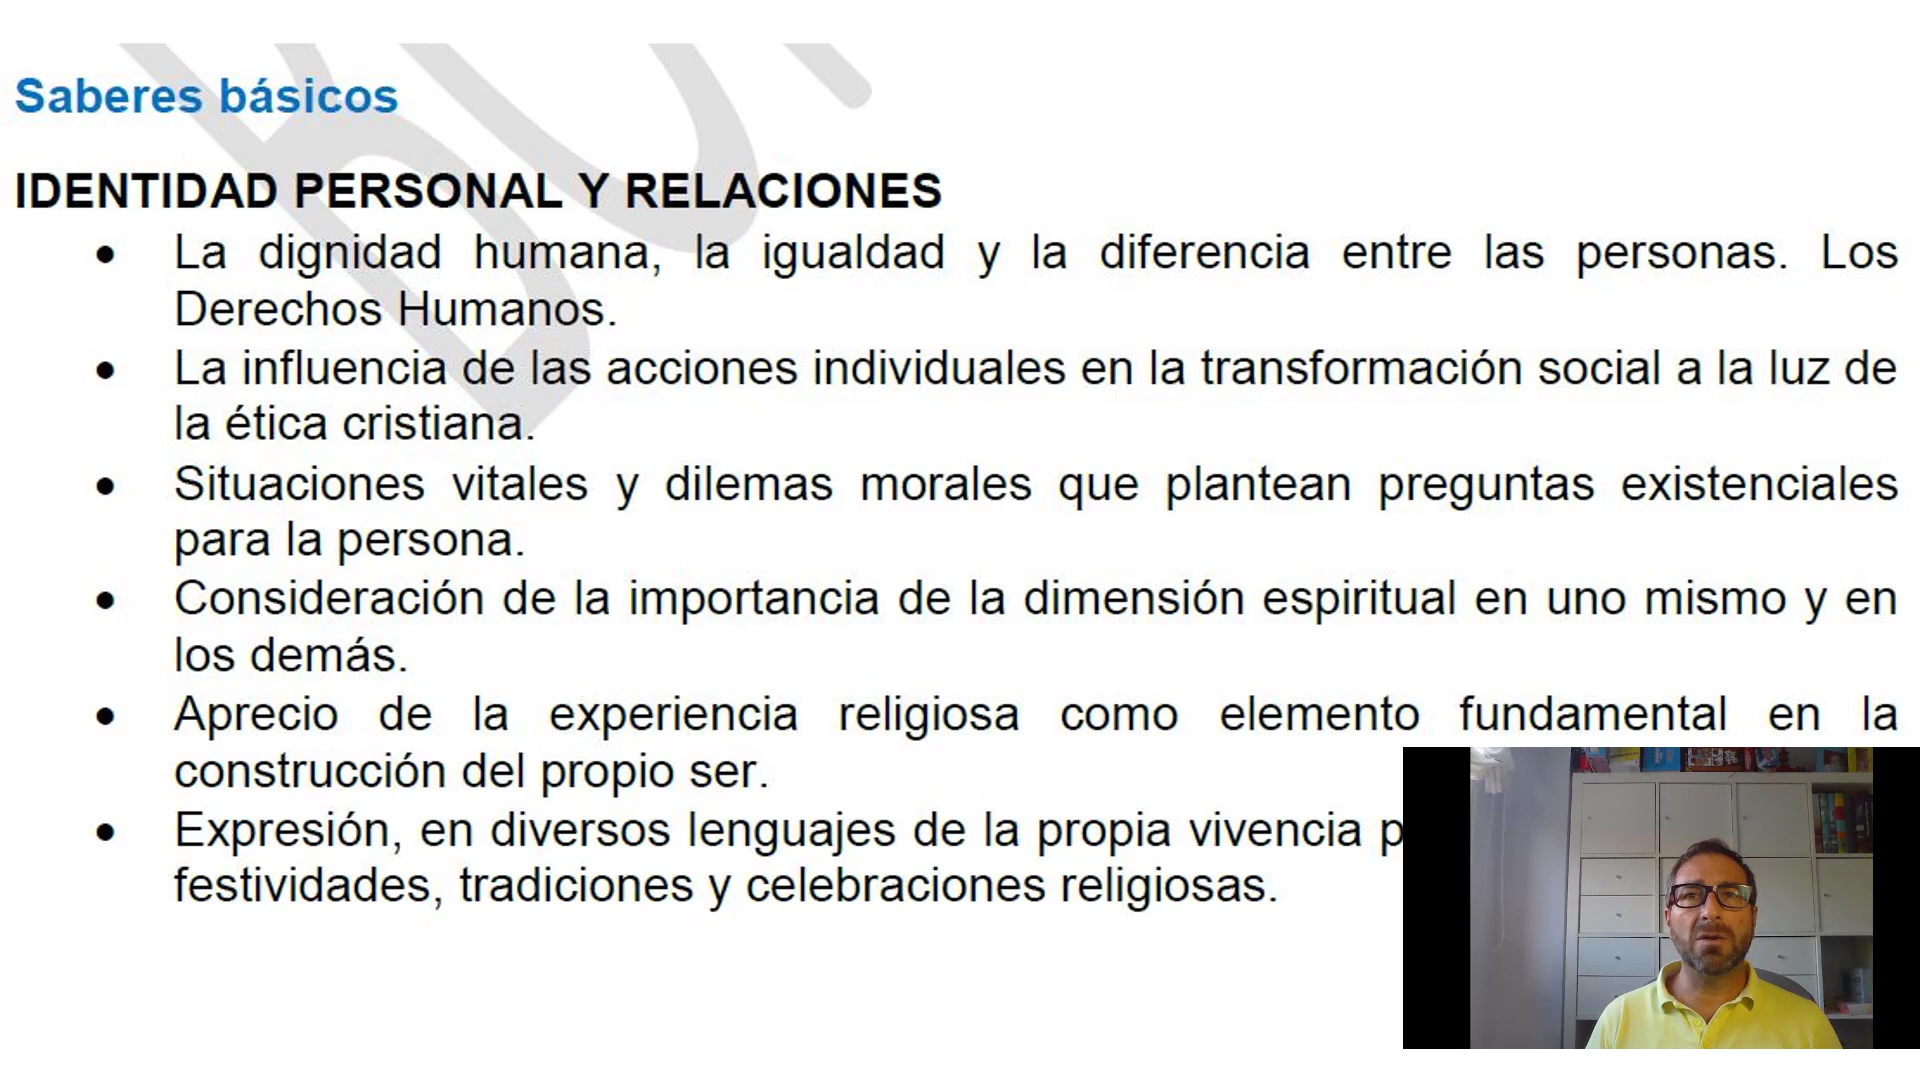 Saberes básicos
IDENTIDAD PERSONAL Y RELACIONES
• La dignidad humana, la igualdad y la diferencia entre las personas. Los
Derechos Humanos.
• La influencia de las acciones individuales en la transformación social a la luz de
la ética cristiana.
• Situaciones vitales y dilemas morales que plantean preguntas existenciales
para la persona.
• Consideración de la importancia de la dimensión espiritual en uno mismo y en
los demás.
• Aprecio de la experiencia religiosa como elemento fundamental en la
construcción del propio ser.
• Expresión, en diversos lenguajes de la propia vivencia
festividades, tradiciones y celebraciones religiosas.